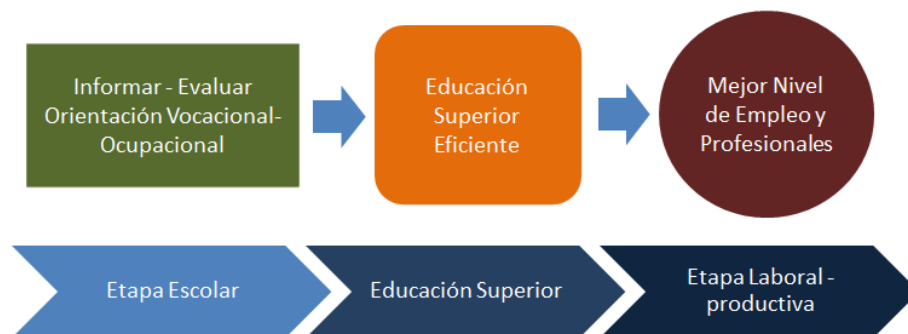 Informar - Evaluar
Orientación Vocacional-
Ocupacional
Educación
Superior
Eficiente
Mejor Nivel
de Empleo y
Profesionales
Etapa Escolar
Educación Superior
Etapa Laboral -
productiva